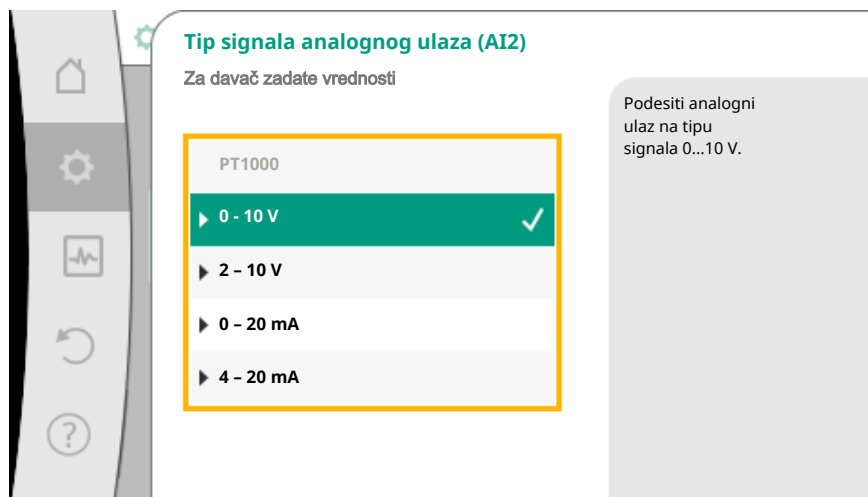 Tip signala analognog ulaza (AI2)
Za davač zadate vrednosti
PT1000
0 - 10 V
2 – 10 V
0 – 20 mA
4 – 20 mA
Podesiti analogni
ulaz na tipu
signala 0...10 V.
?